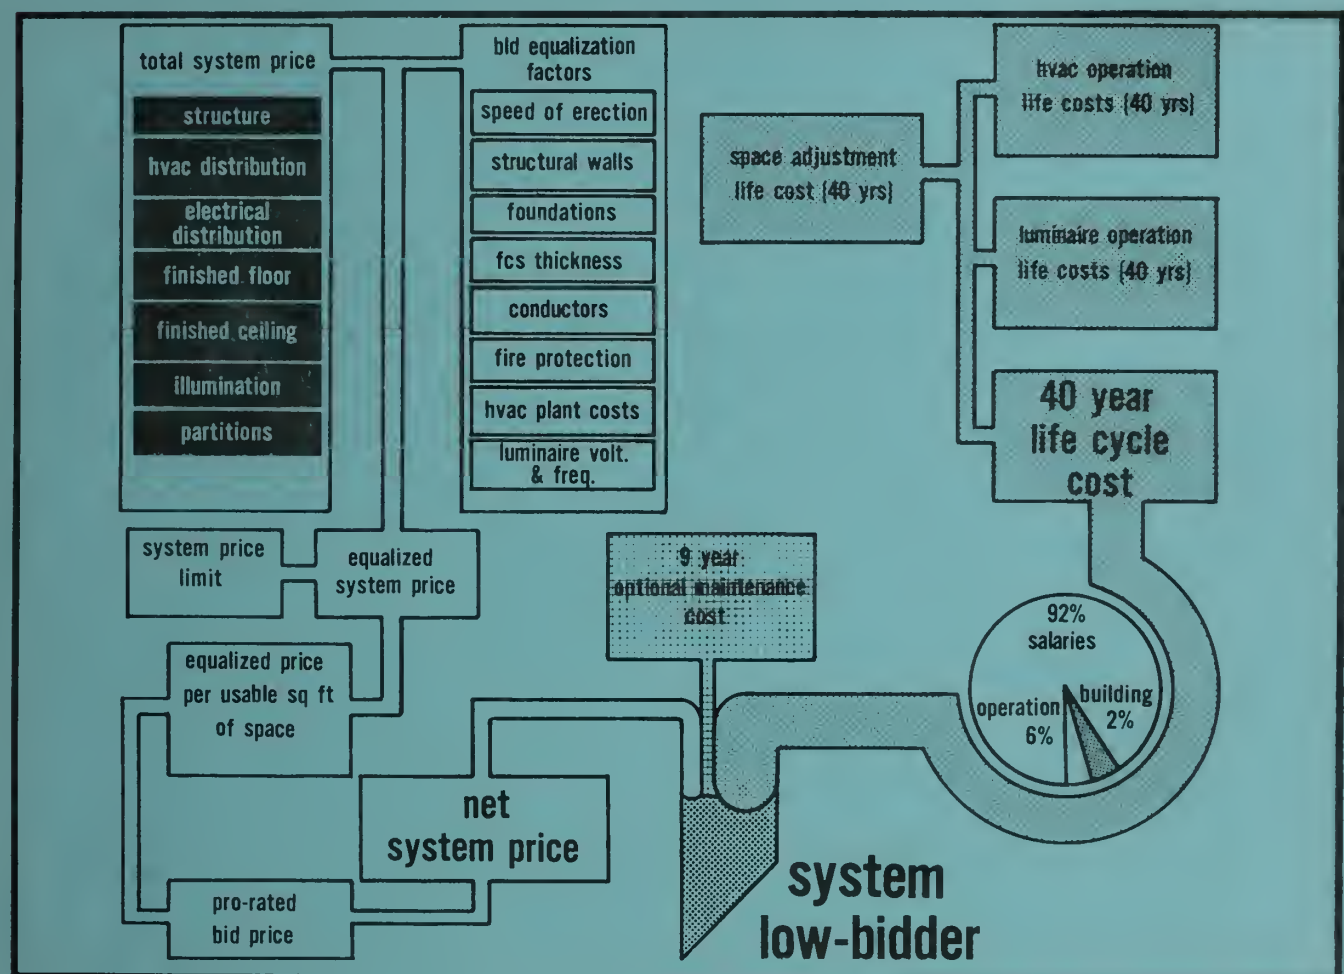 total system price
structure
hvac distribution
electrical
distribution
finished floor
finished ceiling
illumination
partitions
bid equalization
factors
speed of erection
structural walls
foundations
fcs thickness
conductors
fire protection
hvac plant costs
luminaire volt.
& freq.
space adjustment
life cost (40 yrs)
hvac operation
life costs (40 yrs)
luminaire operation
life costs (40 yrs)
40 year
life cycle
cost
system price
limit
equalized
system price
9 year
optional maintenance
cost
equalized price
per usable sq ft
of space
92%
salaries
operation
6%
building
2%
net
system price
pro-rated
bid price
system
low-bidder